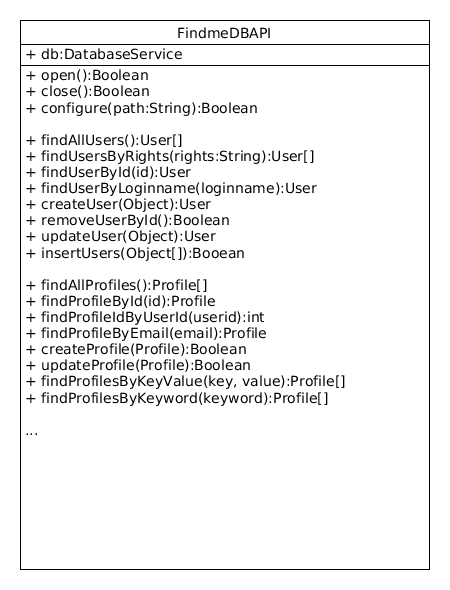 FindmeDBAPI
+ db:DatabaseService
+ open():Boolean
+ close():Boolean
+ configure(path:String):Boolean
+ findAllUsers():User[]
+ findUsersByRights(rights:String):User[]
+ findUserById(id):User
+ findUserByLoginname(loginname):User
+ createUser(Object):User
+ removeUserById():Boolean
+ updateUser(Object):User
+ insertUsers(Object[]):Booean
+ findAllProfiles():Profile[]
+ findProfileById(id):Profile
+ findProfileIdByUserId(userid):int
+ findProfileByEmail(email):Profile
+ createProfile(Profile):Boolean
+ updateProfile(Profile):Boolean
+ findProfilesByKeyValue(key, value):Profile[]
+ findProfilesByKeyword(keyword):Profile[]
...